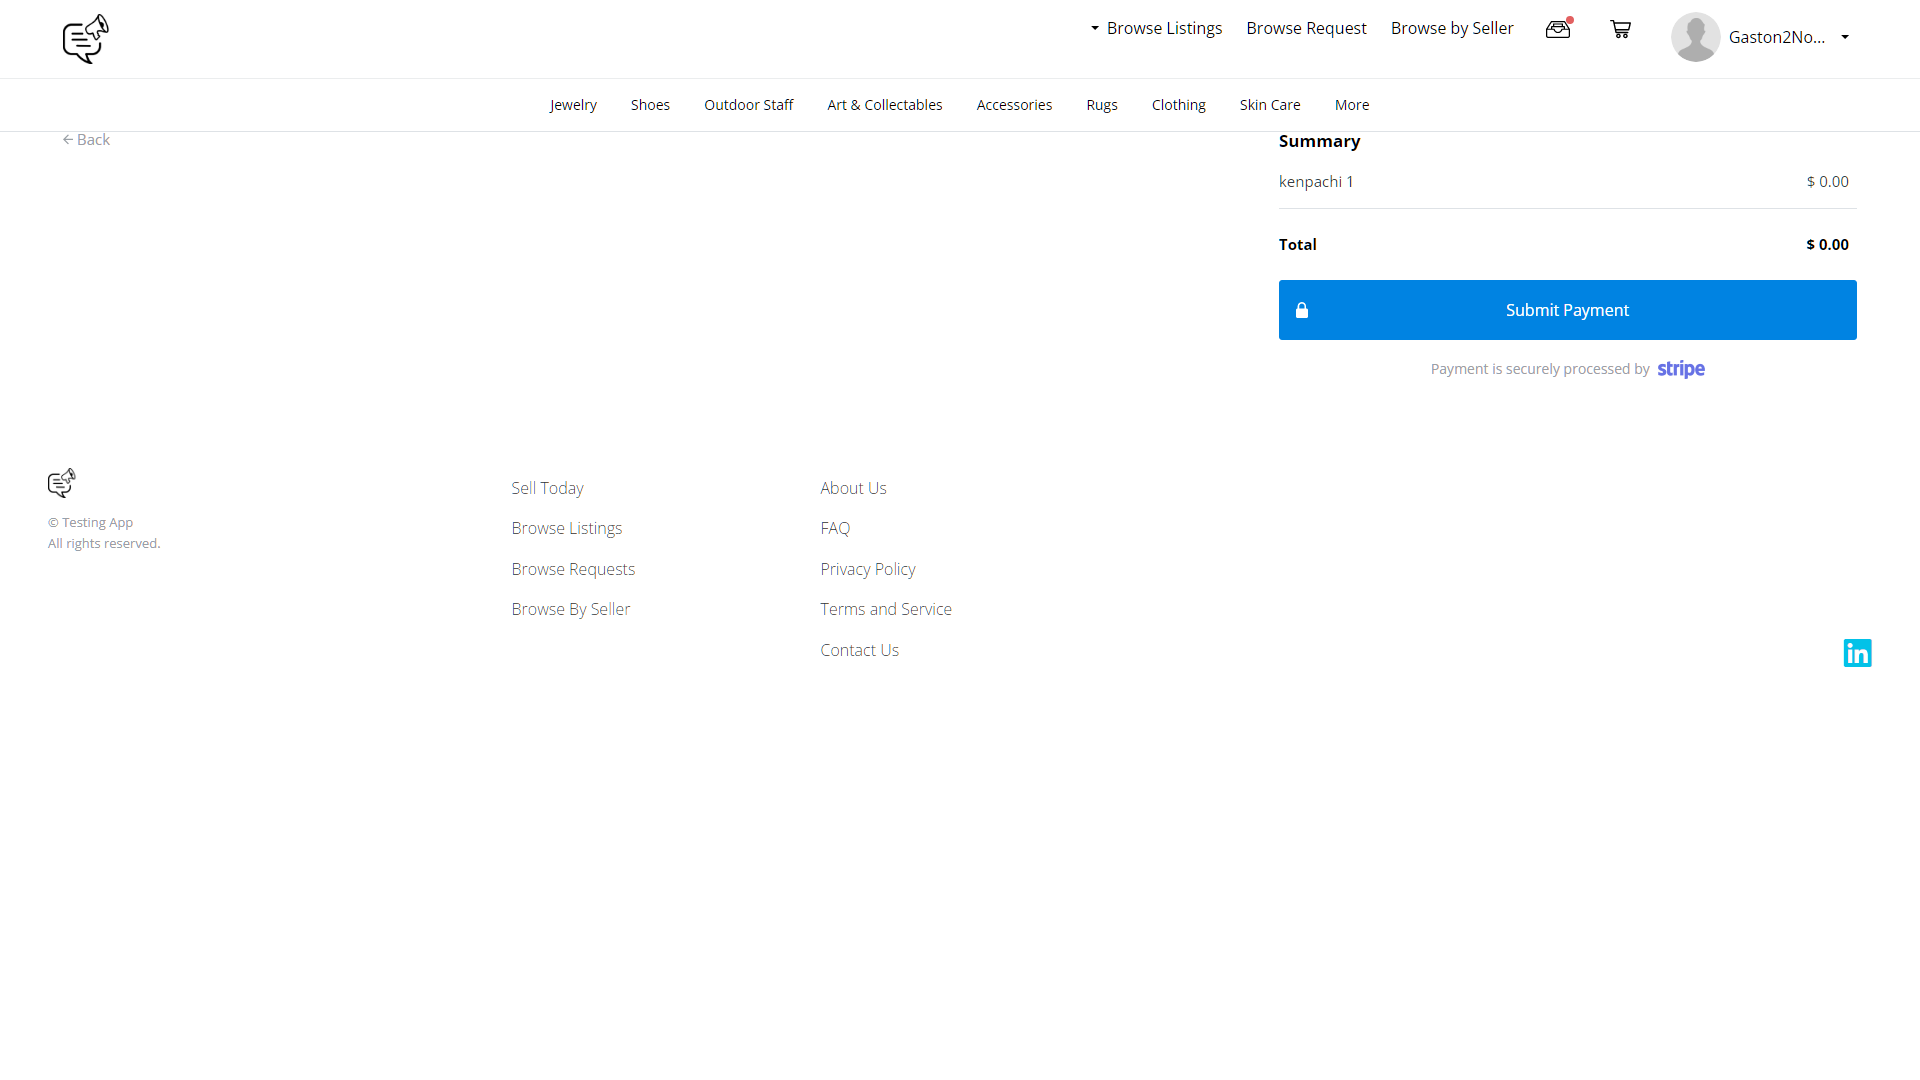 Browse Listings
Browse Request
Browse by Seller
Gaston2No...
Jewelry
Shoes
Outdoor Staff
Art & Collectables
Accessories
Rugs
Clothing
Skin Care
More
Back
Summary
kenpachi 1
$ 0.00
Total
$ 0.00
Submit Payment
Payment is securely processed by stripe
© Testing App
All rights reserved.
Sell Today
Browse Listings
Browse Requests
Browse By Seller
About Us
FAQ
Privacy Policy
Terms and Service
Contact Us
in